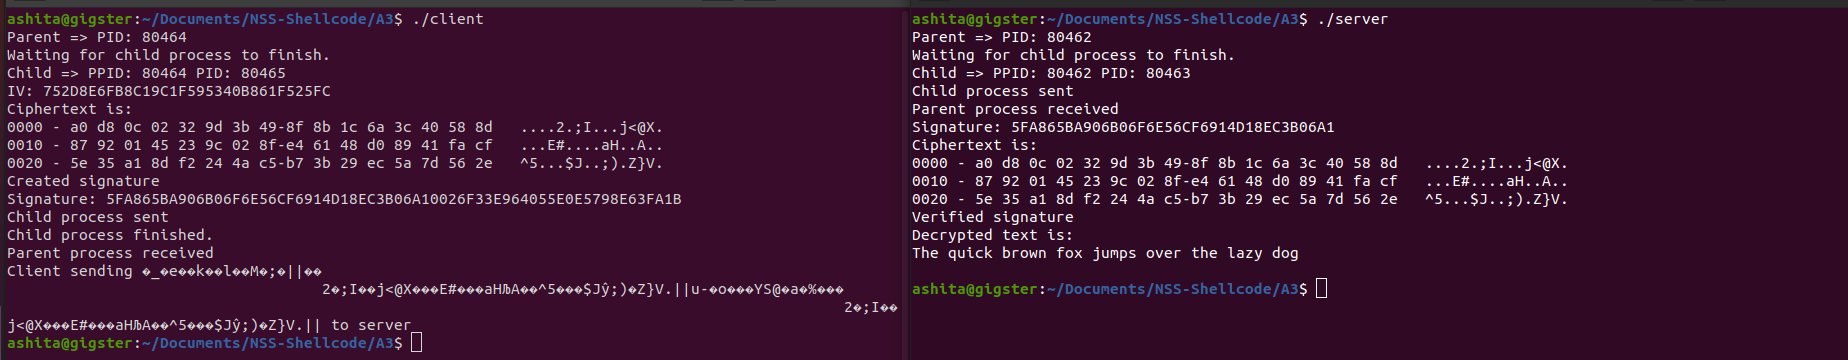 ashita@gigster:~/Documents/NSS-Shellcode/A3$ ./client
Parent => PID: 80464
Waiting for child process to finish.
Child => PPID: 80464 PID: 80465
IV: 752D8E6FB8C19C1F595340B861F525FC
Ciphertext is:
0000 - a0 d8 0c 02 32 9d 3b 49-8f 8b 1c 6a 3c 40 58 8d   ....2.;I...j<@X.
0010 - 87 92 01 45 23 9c 02 8f-e4 61 48 d0 89 41 fa cf   ...E#....aH..A..
0020 - 5e 35 a1 8d f2 24 4a c5-b7 3b 29 ec 5a 7d 56 2e   ^5...$J..;).Z}V.
Created signature
Signature: 5FA865BA906B06F6E56CF6914D18EC3B06A10026F33E964055E0E5798E63FA1B
Child process sent
Child process finished.
Parent process received
Client sending �_�e��k��l��M�;�||��
2�;I��j<@X���E#���aHЉA��^5���$Jŷ;)�Z}V.||u-�o���YS@�a�%���
2�;I��
j<@X���E#���aHЉA��^5���$Jŷ;)�Z}V.|| to server
ashita@gigster:~/Documents/NSS-Shellcode/A3$
ashita@gigster:~/Documents/NSS-Shellcode/A3$ ./server
Parent => PID: 80462
Waiting for child process to finish.
Child => PPID: 80462 PID: 80463
Child process sent
Parent process received
Signature: 5FA865BA906B06F6E56CF6914D18EC3B06A1
Ciphertext is:
0000 - a0 d8 0c 02 32 9d 3b 49-8f 8b 1c 6a 3c 40 58 8d   ....2.;I...j<@X.
0010 - 87 92 01 45 23 9c 02 8f-e4 61 48 d0 89 41 fa cf   ...E#....aH..A..
0020 - 5e 35 a1 8d f2 24 4a c5-b7 3b 29 ec 5a 7d 56 2e   ^5...$J..;).Z}V.
Verified signature
Decrypted text is:
The quick brown fox jumps over the lazy dog
ashita@gigster:~/Documents/NSS-Shellcode/A3$